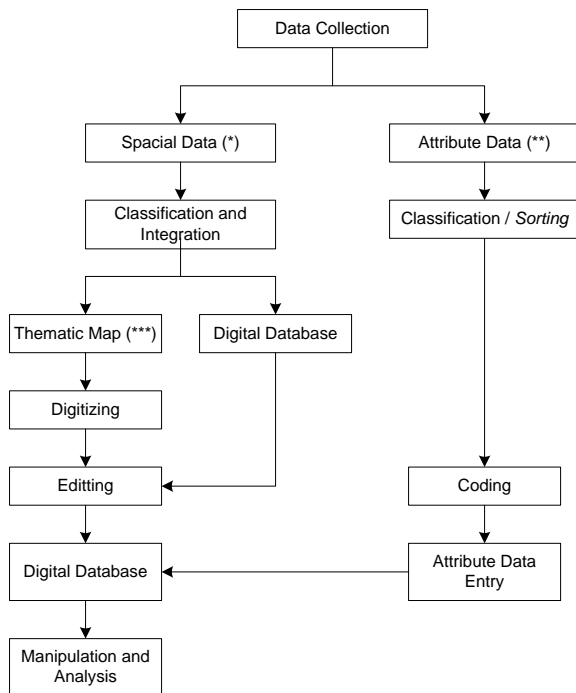 Data Collection
Spacial Data (*)
Attribute Data (**)
Classification and
Integration
Classification / Sorting
Thematic Map (***)
Digital Database
Digitizing
Editting
Coding
Digital Database
Attribute Data
Entry
Manipulation and
Analysis